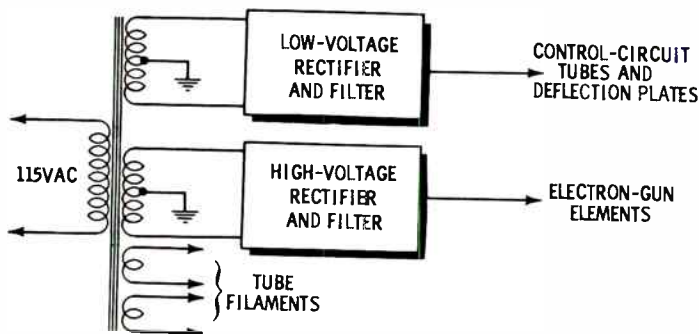 LOW-VOLTAGE
RECTIFIER
AND FILTER
CONTROL-CIRCUIT
TUBES AND
DEFLECTION PLATES
115VAC
HIGH-VOLTAGE
RECTIFIER
AND FILTER
ELECTRON-GUN
ELEMENTS
TUBE
FILAMENTS